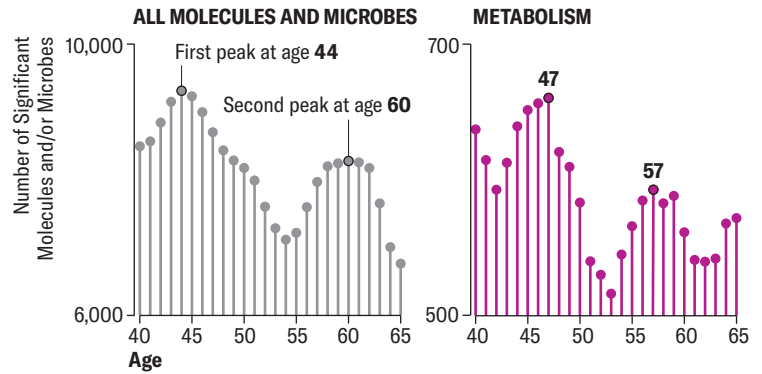 ALL MOLECULES AND MICROBES
Number of Significant
Molecules and/or Microbes
10,000
6,000
First peak at age 44
Second peak at age 60
40 45 50 55 60 65
Age
METABOLISM
700
500
47
57
40 45 50 55 60 65